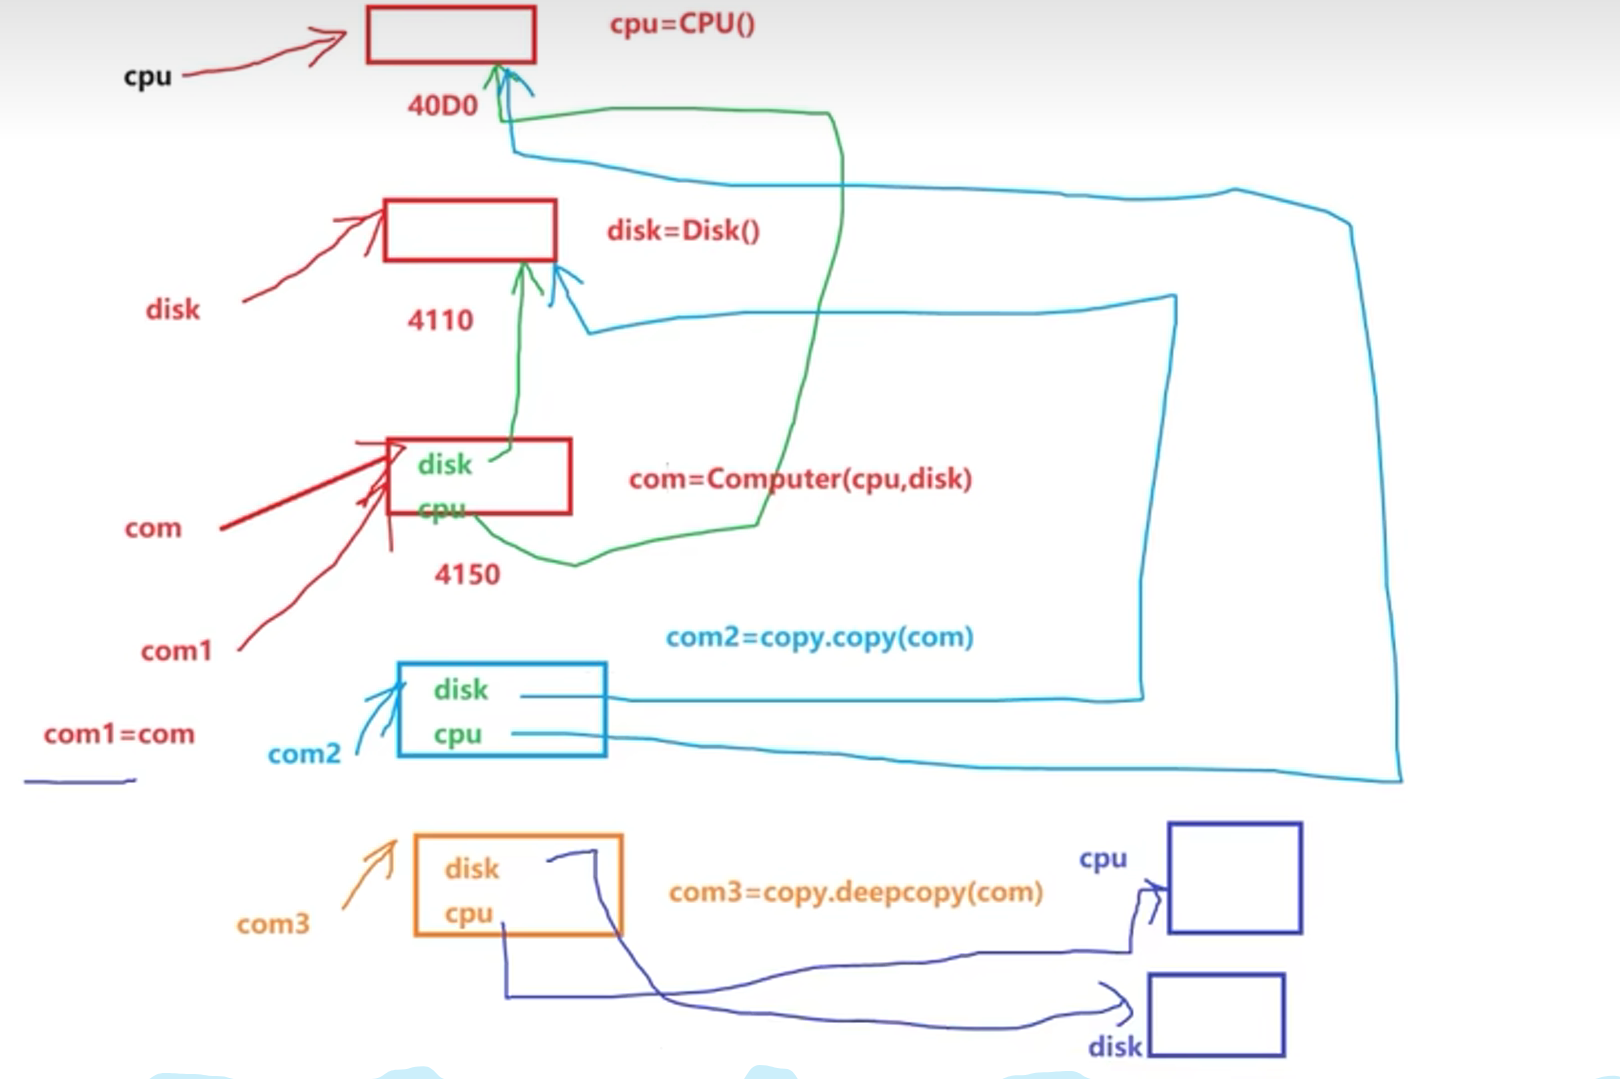 cpu=CPU()
cpu
40D0
disk=Disk()
disk
4110
disk
com=Computer(cpu,disk)
cpu
com
4150
com1
com2=copy.copy(com)
disk
com1=com
cpu
com2
cpu
disk
com3=copy.deepcopy(com)
cpu
com3
disk